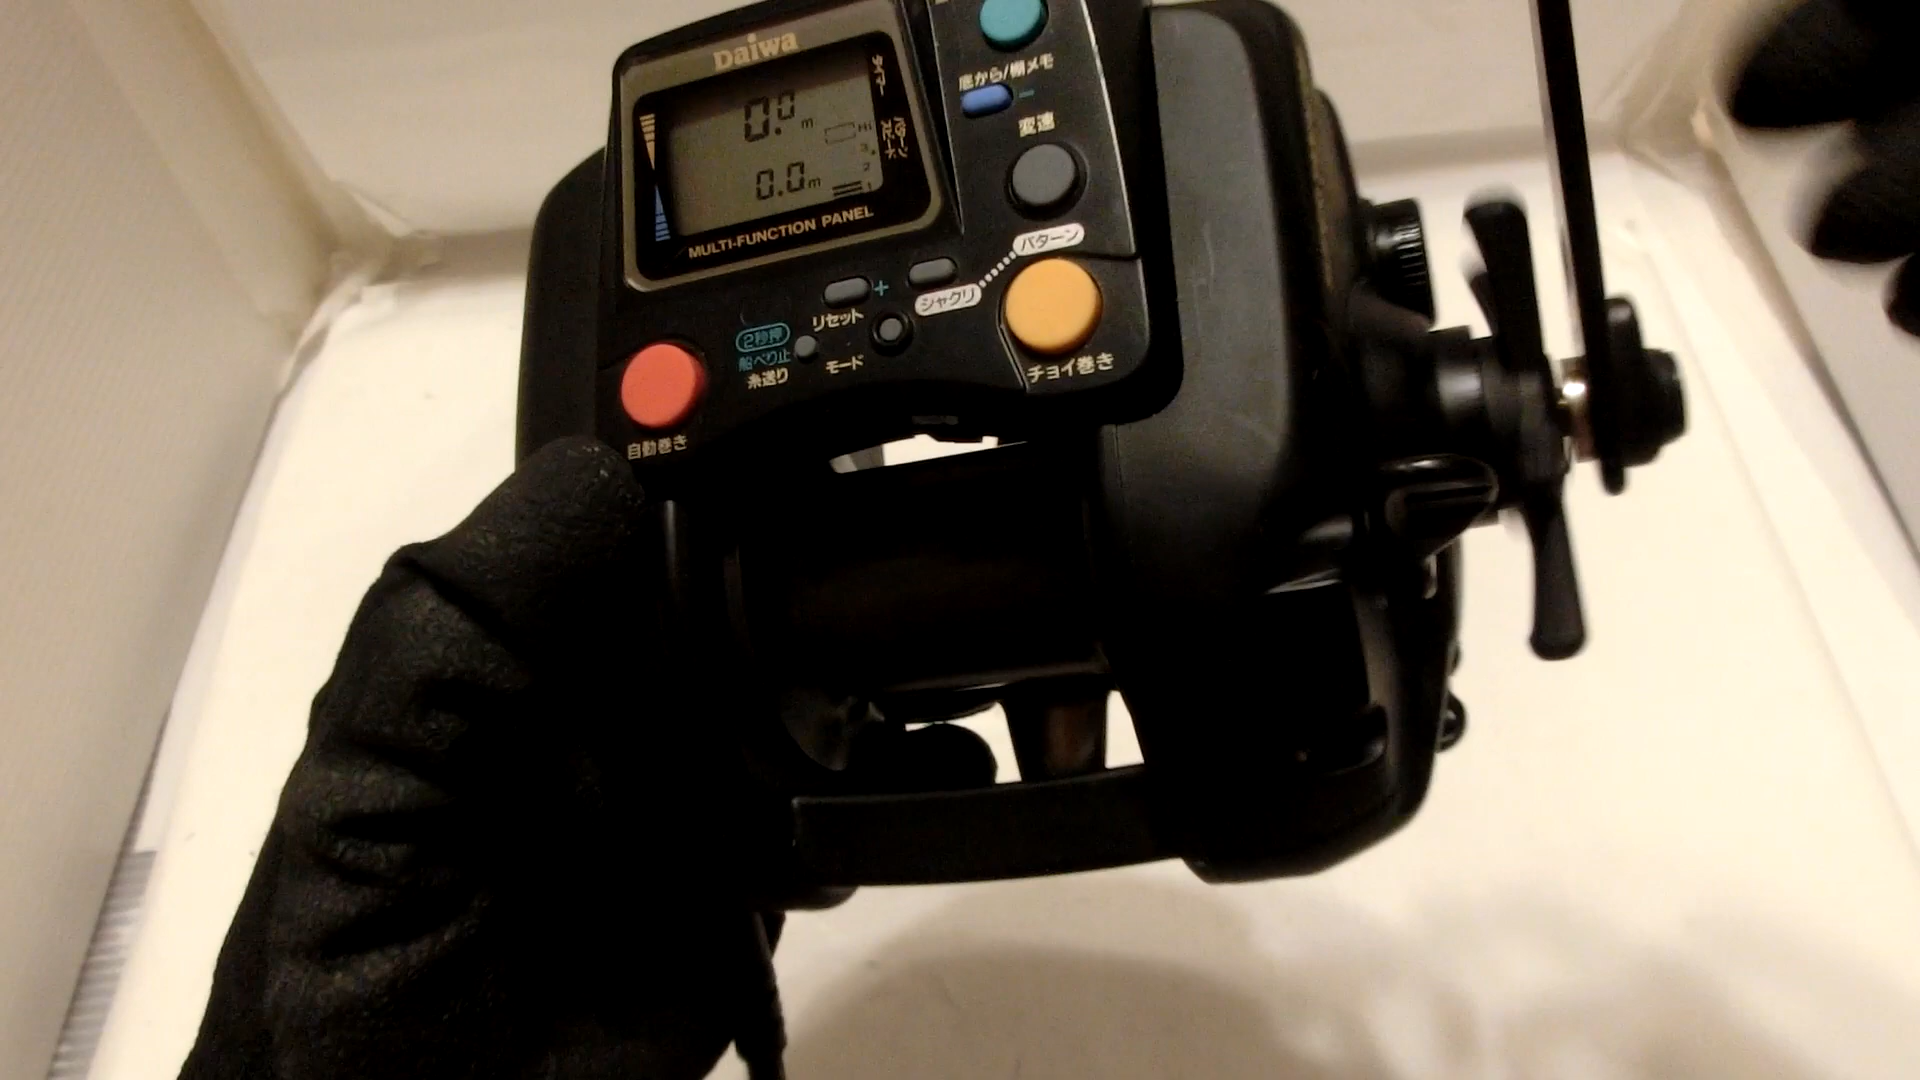 Daiwa
タイマー
0.0 m
パターン
スピード
Hi
3
2
0.0 m
1
MULTI-FUNCTION PANEL
底から/棚メモ
−
変速
パターン
+
シャクリ
リセット
2秒押
船べり止
糸送り
モード
チョイ巻き
自動巻き